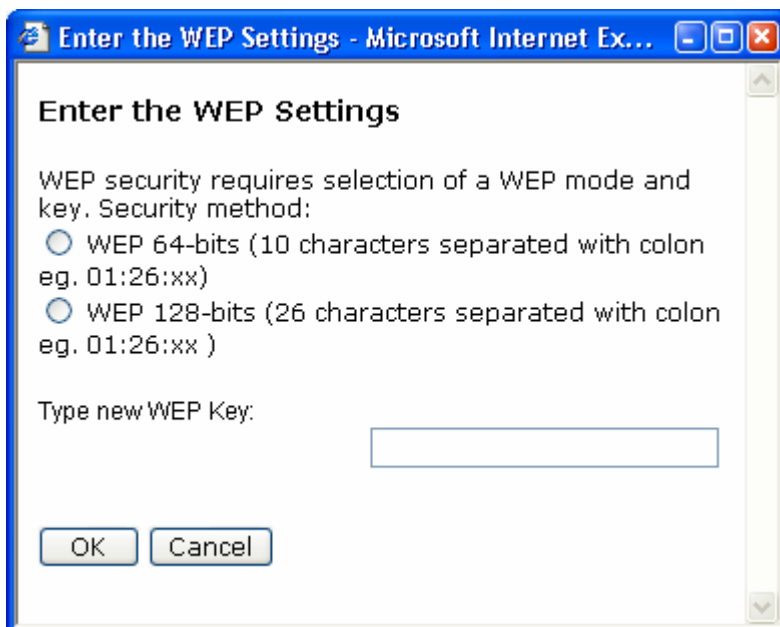 Enter the WEP Settings - Microsoft Internet Ex...
Enter the WEP Settings
WEP security requires selection of a WEP mode and
key. Security method:
WEP 64-bits (10 characters separated with colon
eg. 01:26:xx)
WEP 128-bits (26 characters separated with colon
eg. 01:26:xx )
Type new WEP Key:
OK Cancel